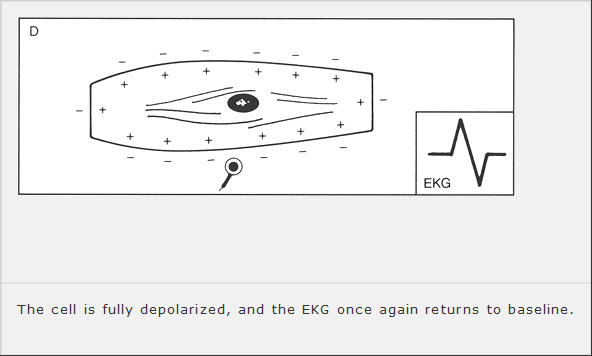 D
EKG
The cell is fully depolarized, and the EKG once again returns to baseline.